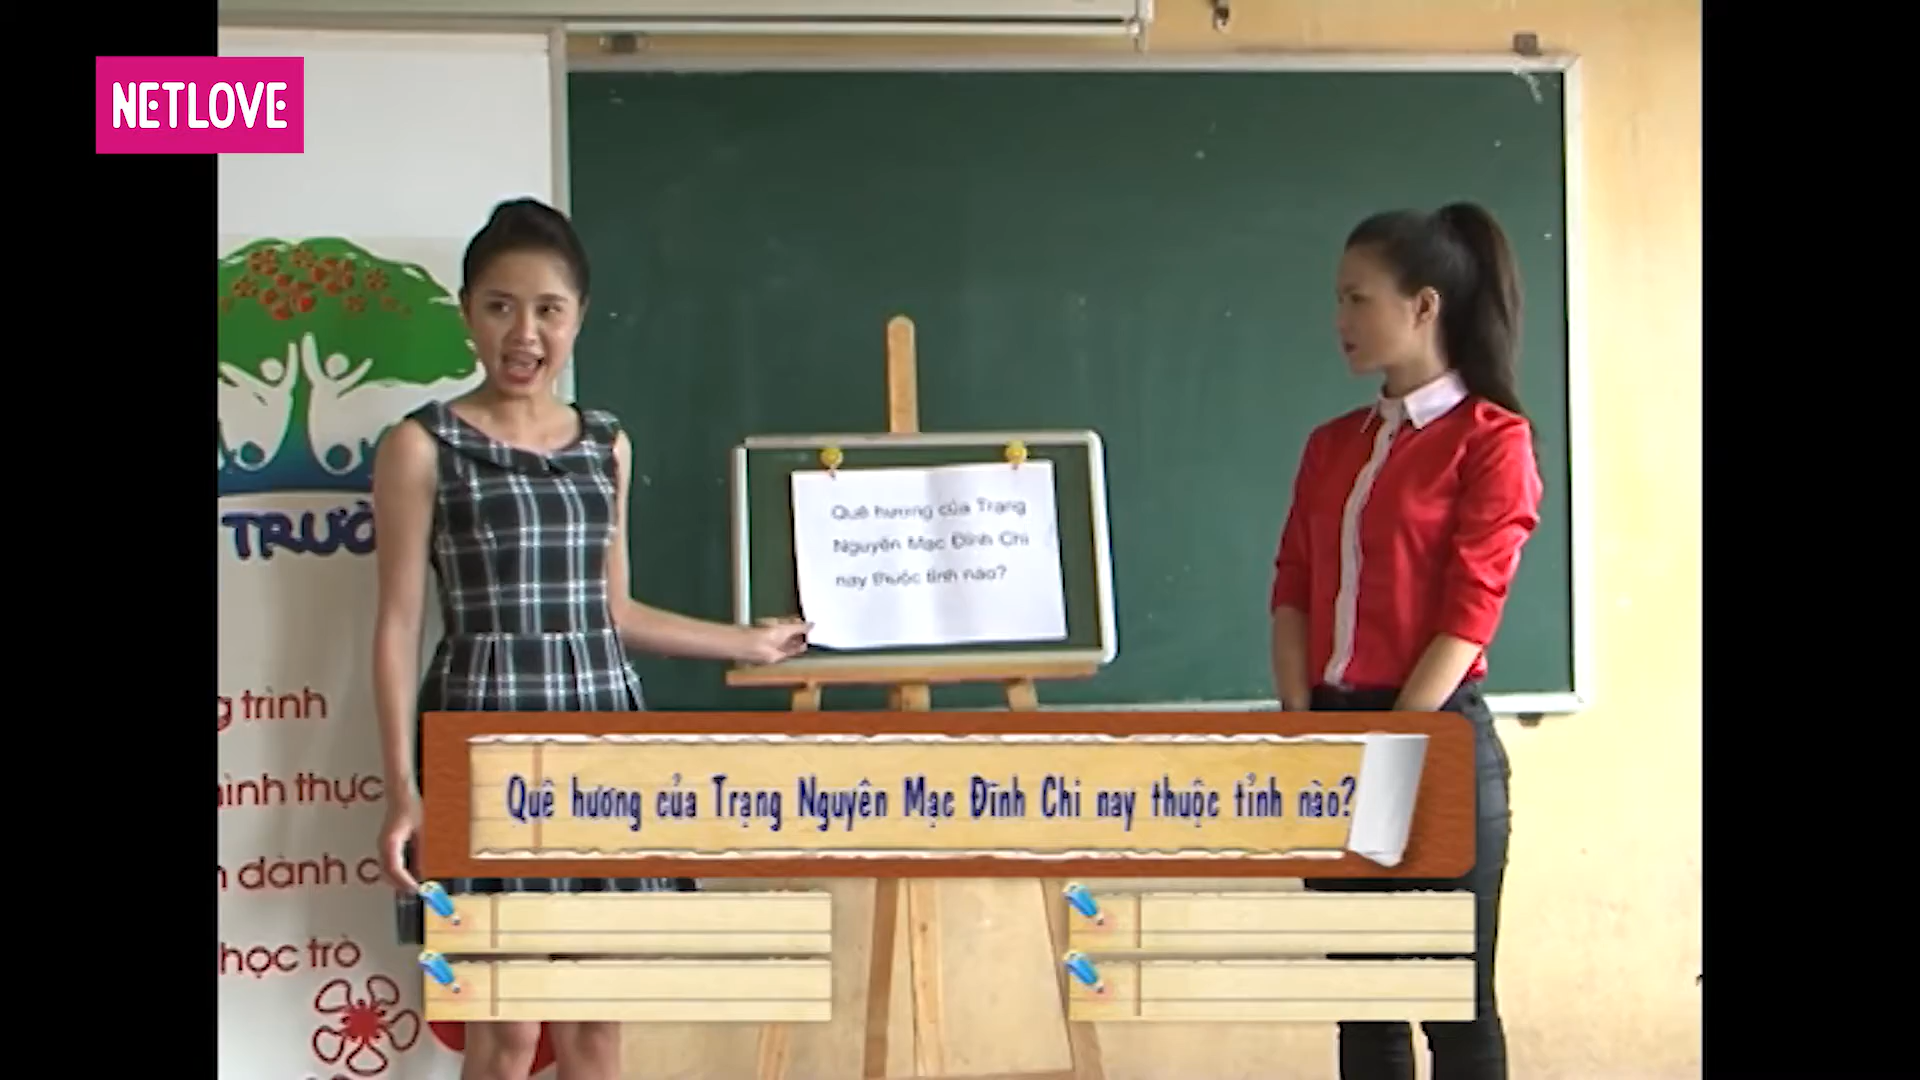 NETLOVE
TRƯỜ
g trình
hình thực
n dành c
học trò
Quê hương của Trạng
Nguyên Mạc Đĩnh Chi
nay thuộc tỉnh nào?
Quê hương của Trạng Nguyên Mạc Đĩnh Chi nay thuộc tỉnh nào?